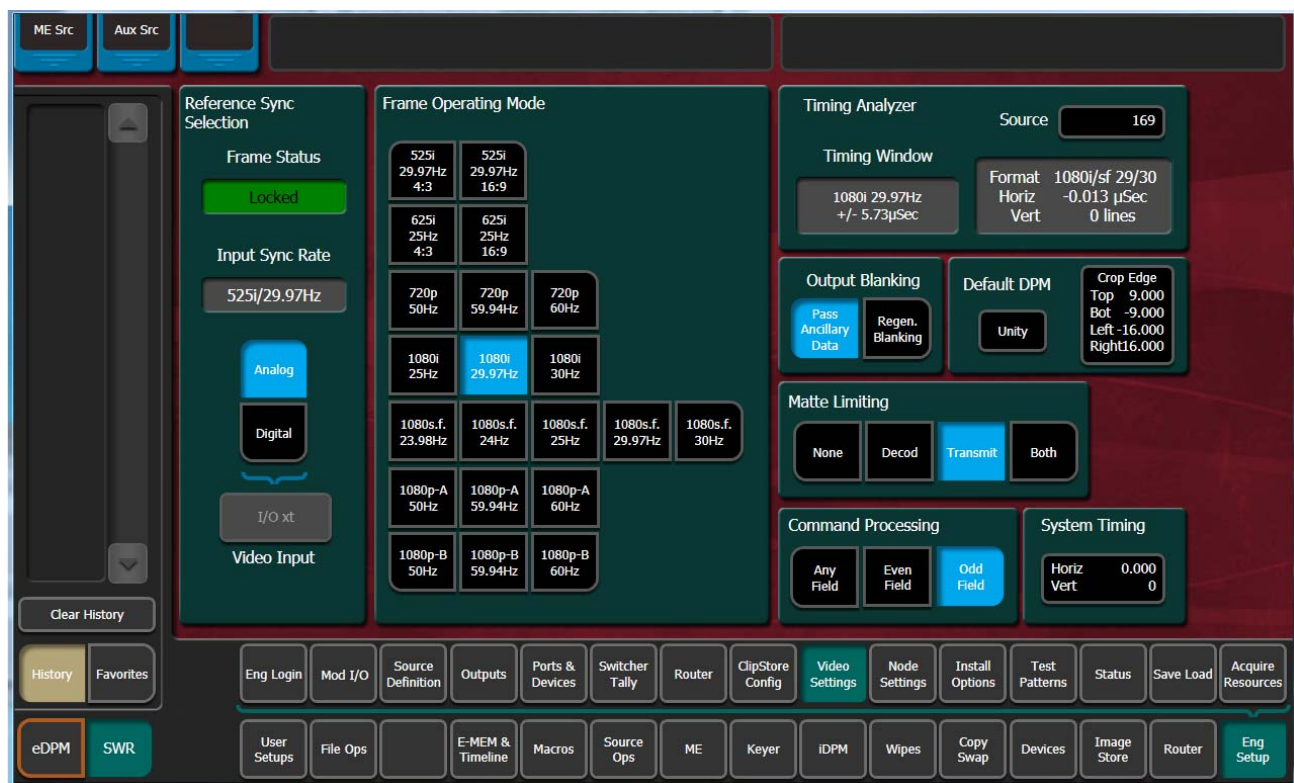 ME Src
Aux Src
Reference Sync
Selection
Frame Status
Locked
Input Sync Rate
525i/29.97Hz
Analog
Digital
I/O xt
Video Input
Frame Operating Mode
525i
29.97Hz
4:3
525i
29.97Hz
16:9
625i
25Hz
4:3
625i
25Hz
16:9
720p
50Hz
720p
59.94Hz
720p
60Hz
1080i
25Hz
1080i
29.97Hz
1080i
30Hz
1080s.f.
23.98Hz
1080s.f.
24Hz
1080s.f.
25Hz
1080s.f.
29.97Hz
1080s.f.
30Hz
1080p-A
50Hz
1080p-A
59.94Hz
1080p-A
60Hz
1080p-B
50Hz
1080p-B
59.94Hz
1080p-B
60Hz
Timing Analyzer
Source 169
Timing Window
1080i 29.97Hz
+/- 5.73µSec
Format 1080i/sf 29/30
Horiz -0.013 µSec
Vert 0 lines
Output Blanking
Pass
Ancillary
Data
Regen.
Blanking
Default DPM
Unity
Crop Edge
Top 9.000
Bot -9.000
Left -16.000
Right16.000
Matte Limiting
None
Decod
Transmit
Both
Command Processing
Any
Field
Even
Field
Odd
Field
System Timing
Horiz 0.000
Vert 0
Clear History
History
Favorites
Eng Login
Mod I/O
Source
Definition
Outputs
Ports &
Devices
Switcher
Tally
Router
ClipStore
Config
Video
Settings
Node
Settings
Install
Options
Test
Patterns
Status
Save Load
Acquire
Resources
eDPM
SWR
User
Setups
File Ops
E-MEM &
Timeline
Macros
Source
Ops
ME
Keyer
iDPM
Wipes
Copy
Swap
Devices
Image
Store
Router
Eng
Setup